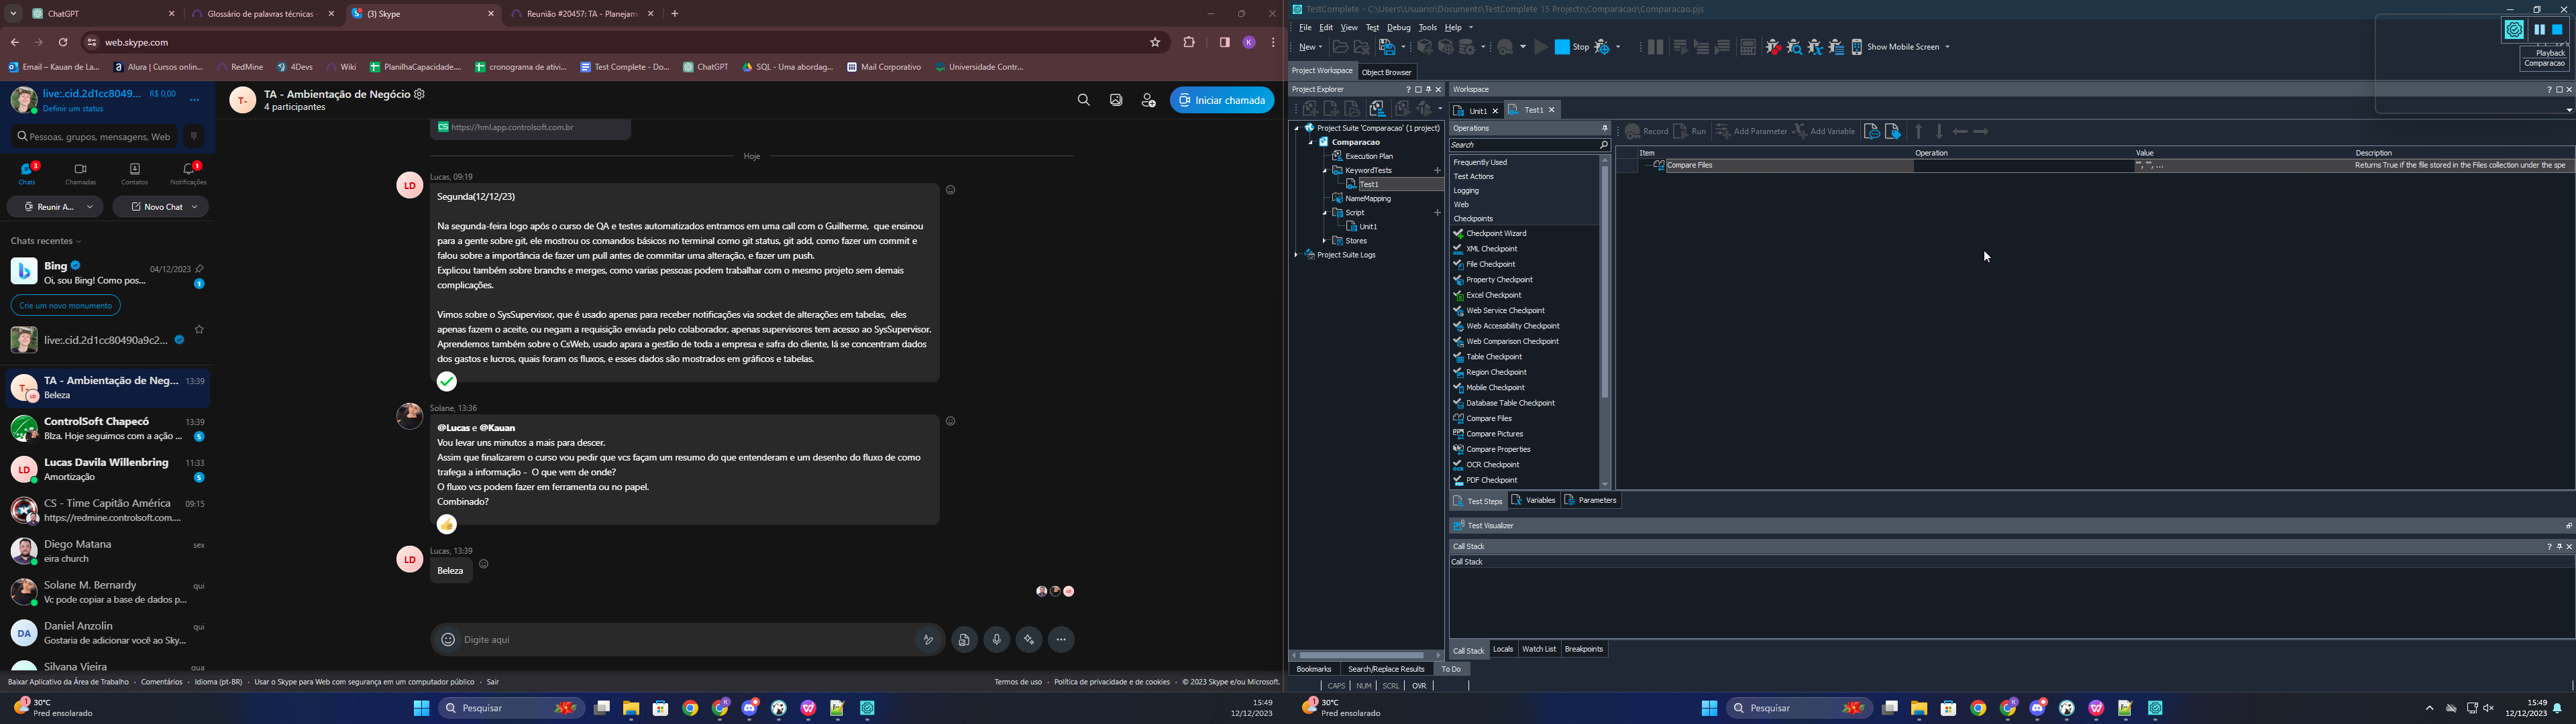 ChatGPT
Glossário de palavras técnicas -
(3) Skype
Reunião #20457: TA - Planejam
web.skype.com
Email – Kauan de La...
Alura | Cursos onlin...
RedMine
4Devs
Wiki
PlanilhaCapacidade....
cronograma de ativi...
Test Complete - Do...
ChatGPT
SQL - Uma abordag...
Mail Corporativo
Universidade Contr...
live:.cid.2d1cc8049...
R$ 0,00
Definir um status
Pessoas, grupos, mensagens, Web
3
1
Chats
Chamadas
Contatos
Notificações
Reunir A...
Novo Chat
Chats recentes
Bing
04/12/2023
Oi, sou Bing! Como pos...
1
Crie um novo monumento
live:.cid.2d1cc80490a9c2...
TA - Ambientação de Neg...
13:39
Beleza
ControlSoft Chapecó
13:39
Blza. Hoje seguimos com a ação ...
5
Lucas Davila Willenbring
11:33
Amortização
5
CS - Time Capitão América
09:15
https://redmine.controlsoft.com....
Diego Matana
sex
eira church
Solane M. Bernardy
qui
Vc pode copiar a base de dados p...
Daniel Anzolin
qui
Gostaria de adicionar você ao Sky...
Silvana Vieira
qua
T-
TA - Ambientação de Negócio
4 participantes
Iniciar chamada
https://hml.app.controlsoft.com.br
Hoje
LD
Lucas, 09:19
Segunda(12/12/23)
Na segunda-feira logo após o curso de QA e testes automatizados entramos em uma call com o Guilherme, que ensinou
para a gente sobre git, ele mostrou os comandos básicos no terminal como git status, git add, como fazer um commit e
falou sobre a importância de fazer um pull antes de commitar uma alteração, e fazer um push.
Explicou também sobre branchs e merges, como varias pessoas podem trabalhar com o mesmo projeto sem demais
complicações.
Vimos sobre o SysSupervisor, que é usado apenas para receber notificações via socket de alterações em tabelas, eles
apenas fazem o aceite, ou negam a requisição enviada pelo colaborador, apenas supervisores tem acesso ao SysSupervisor.
Aprendemos também sobre o CsWeb, usado apara a gestão de toda a empresa e safra do cliente, lá se concentram dados
dos gastos e lucros, quais foram os fluxos, e esses dados são mostrados em gráficos e tabelas.
Solane, 13:36
@Lucas e @Kauan
Vou levar uns minutos a mais para descer.
Assim que finalizarem o curso vou pedir que vcs façam um resumo do que entenderam e um desenho do fluxo de como
trafega a informação - O que vem de onde?
O fluxo vcs podem fazer em ferramenta ou no papel.
Combinado?
LD
Lucas, 13:39
Beleza
Digite aqui
Baixar Aplicativo da Área de Trabalho · Comentários · Idioma (pt-BR) · Usar o Skype para Web com segurança em um computador público · Sair
Termos de uso · Política de privacidade e de cookies · © 2023 Skype e/ou Microsoft.
30°C
Pred ensolarado
Pesquisar
15:49
12/12/2023
TestComplete - C:\Users\Usuario\Documents\TestComplete 15 Projects\Comparacao\Comparacao.pjs
File Edit View Test Debug Tools Help
New
Stop
Show Mobile Screen
Playback
Comparacao
Project Workspace
Object Browser
Project Explorer
Project Suite 'Comparacao' (1 project)
Comparacao
Execution Plan
KeywordTests
Test1
NameMapping
Script
Unit1
Stores
Project Suite Logs
Workspace
Unit1
Test1
Operations
Search
Frequently Used
Test Actions
Logging
Web
Checkpoints
Checkpoint Wizard
XML Checkpoint
File Checkpoint
Property Checkpoint
Excel Checkpoint
Web Service Checkpoint
Web Accessibility Checkpoint
Web Comparison Checkpoint
Table Checkpoint
Region Checkpoint
Mobile Checkpoint
Database Table Checkpoint
Compare Files
Compare Pictures
Compare Properties
OCR Checkpoint
PDF Checkpoint
Record
Run
Add Parameter
Add Variable
Item
Operation
Value
Description
Compare Files
"", "", ...
Returns True if the file stored in the Files collection under the spe
Test Steps
Variables
Parameters
Test Visualizer
Call Stack
Call Stack
Call Stack
Locals
Watch List
Breakpoints
Bookmarks
Search/Replace Results
To Do
CAPS
NUM
SCRL
OVR
30°C
Pred ensolarado
Pesquisar
15:49
12/12/2023